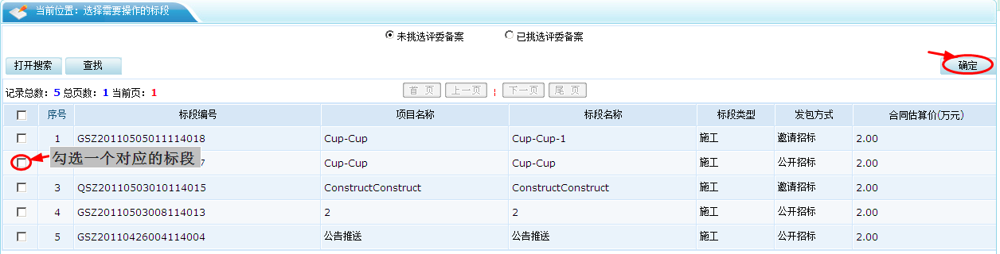 当前位置：选择需要操作的标段
未挑选评委备案 已挑选评委备案
打开搜索 查找 确定
记录总数：5 总页数：1 当前页：1 首 页 上一页 ¦ 下一页 尾 页
序号 标段编号 项目名称 标段名称 标段类型 发包方式 合同估算价(万元)
1 GSZ20110505011114018 Cup-Cup Cup-Cup-1 施工 邀请招标 2.00
勾选一个对应的标段 7 Cup-Cup Cup-Cup 施工 公开招标 2.00
3 QSZ20110503010114015 ConstructConstruct ConstructConstruct 施工 邀请招标 2.00
4 GSZ20110503008114013 2 2 施工 公开招标 2.00
5 GSZ20110426004114004 公告推送 公告推送 施工 公开招标 2.00